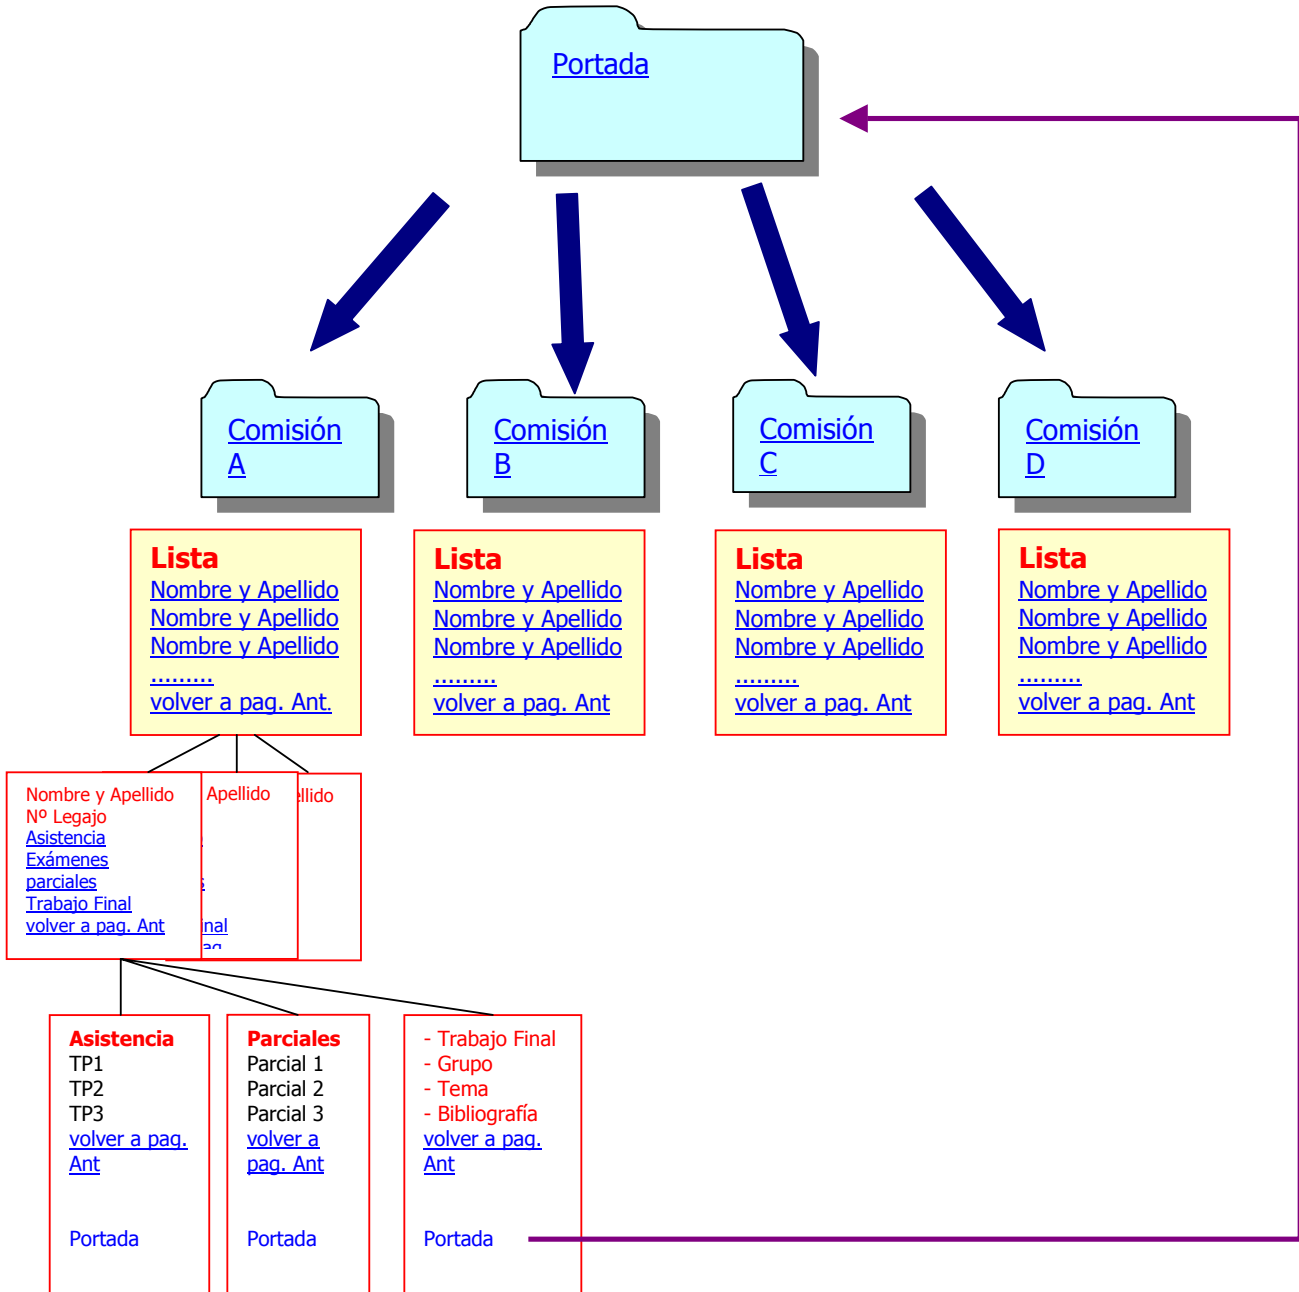 Portada
Comisión
A
Comisión
B
Comisión
C
Comisión
D
Lista
Nombre y Apellido
Nombre y Apellido
Nombre y Apellido
.........
volver a pag. Ant.
Lista
Nombre y Apellido
Nombre y Apellido
Nombre y Apellido
.........
volver a pag. Ant
Lista
Nombre y Apellido
Nombre y Apellido
Nombre y Apellido
.........
volver a pag. Ant
Lista
Nombre y Apellido
Nombre y Apellido
Nombre y Apellido
.........
volver a pag. Ant
Nombre y Apellido
Nº Legajo
Asistencia
Exámenes
parciales
Trabajo Final
volver a pag. Ant
Apellido
Asistencia
TP1
TP2
TP3
volver a pag.
Ant
Portada
Parciales
Parcial 1
Parcial 2
Parcial 3
volver a
pag. Ant
Portada
- Trabajo Final
- Grupo
- Tema
- Bibliografía
volver a pag.
Ant
Portada